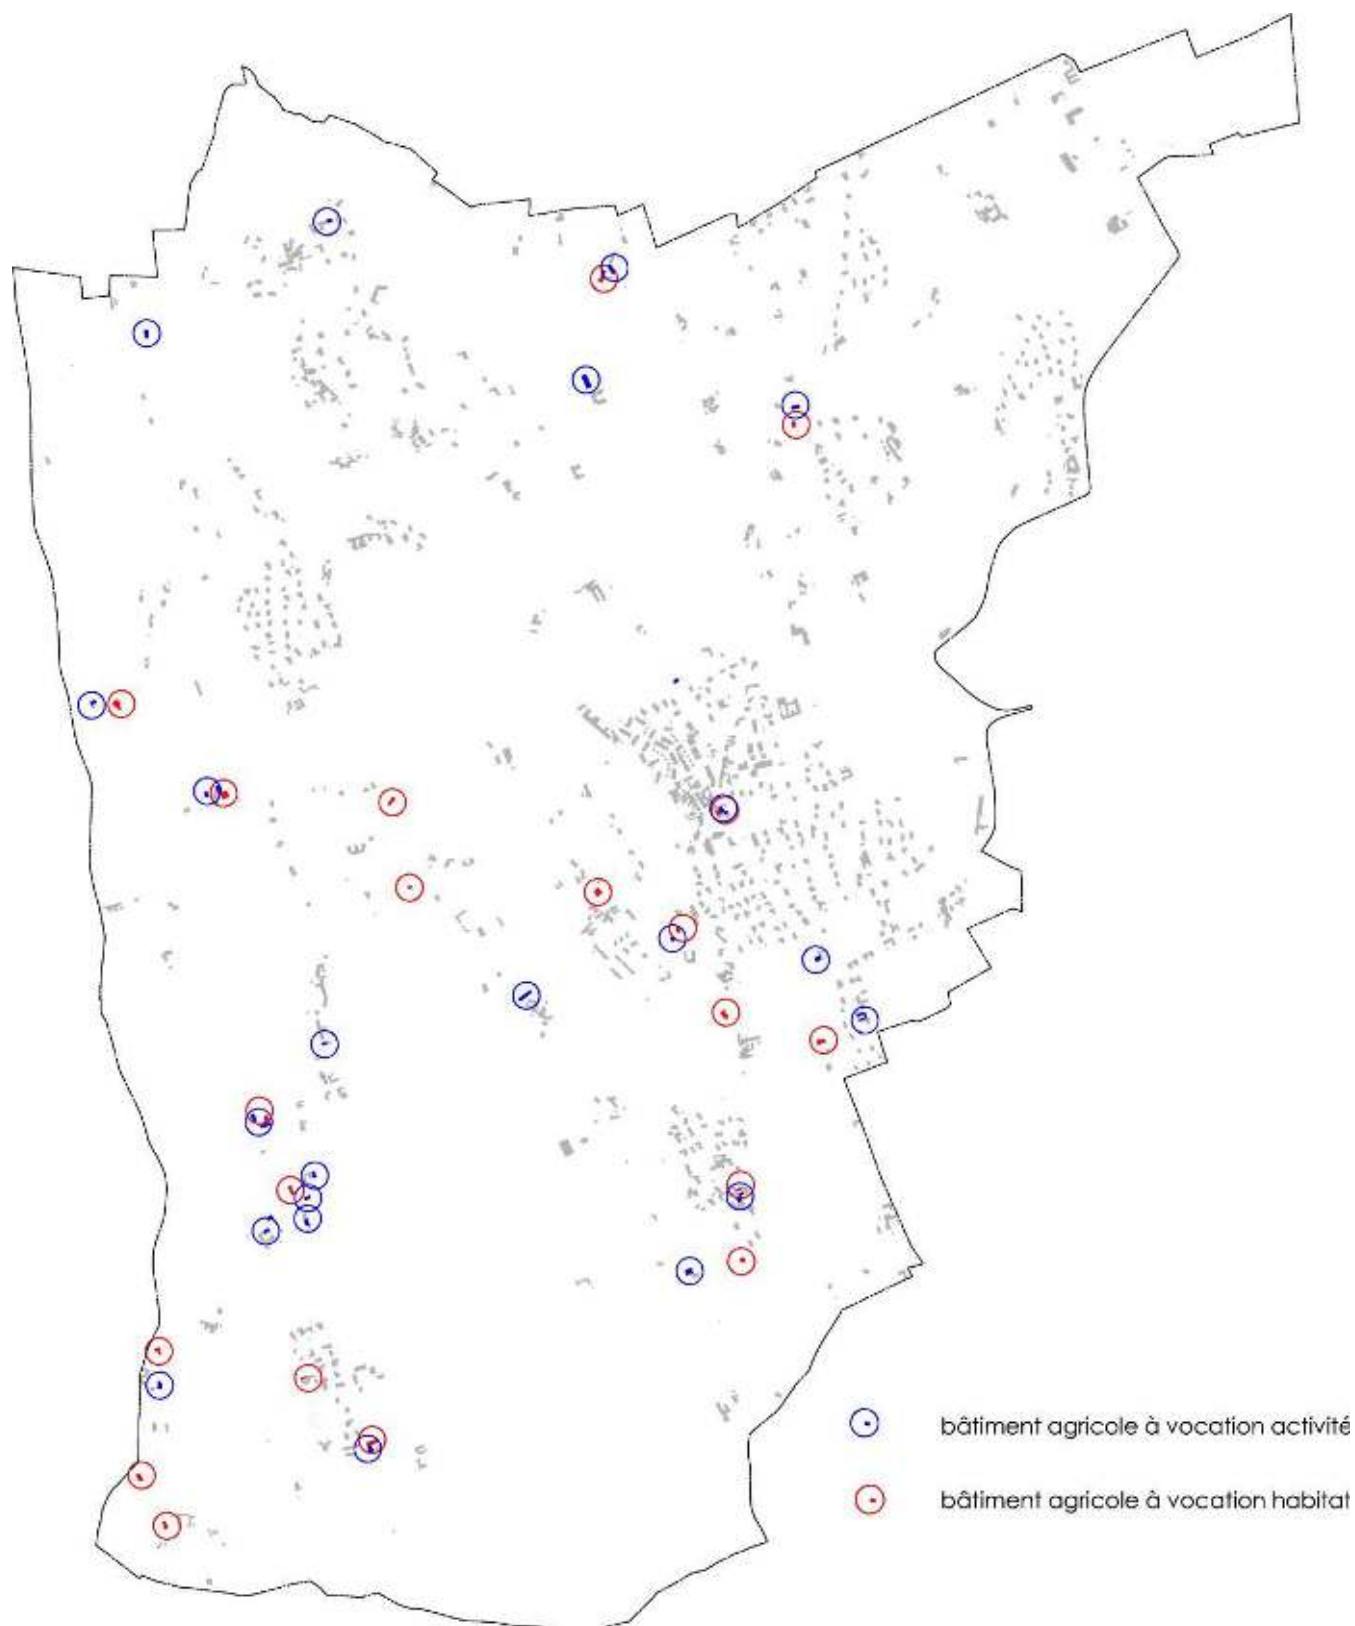 bâtiment agricole à vocation activité
bâtiment agricole à vocation habitat